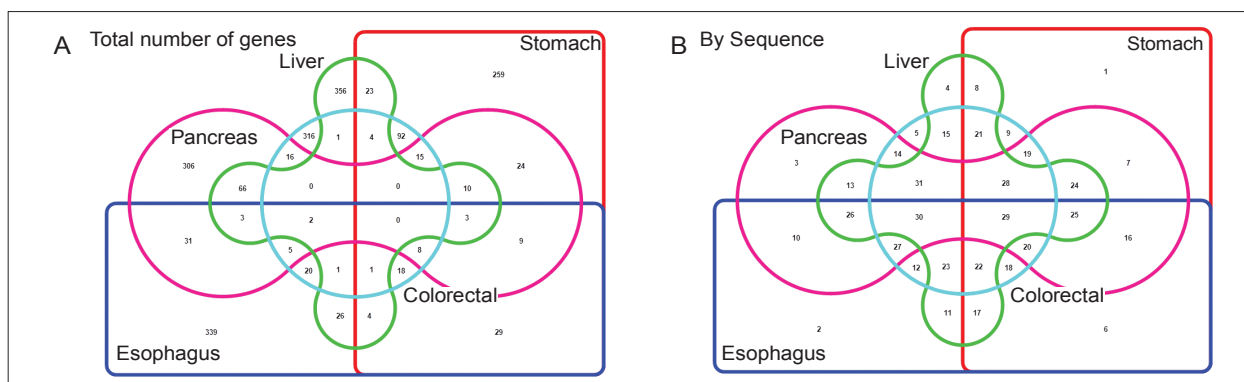 A Total number of genes
Stomach
259
Liver
356 23
Pancreas
316 1 4 92
16 15
306 24
66 0 0 10
3 2 0 3
31 9
5 8
20 1 1 18
Colorectal
26 4
339 29
Esophagus
B By Sequence
Stomach
1
Liver
4 8
Pancreas
5 15 21 9
14 19
3 7
13 31 28 24
26 30 29 25
10 16
27 20
12 23 22 18
Colorectal
11 17
2 6
Esophagus